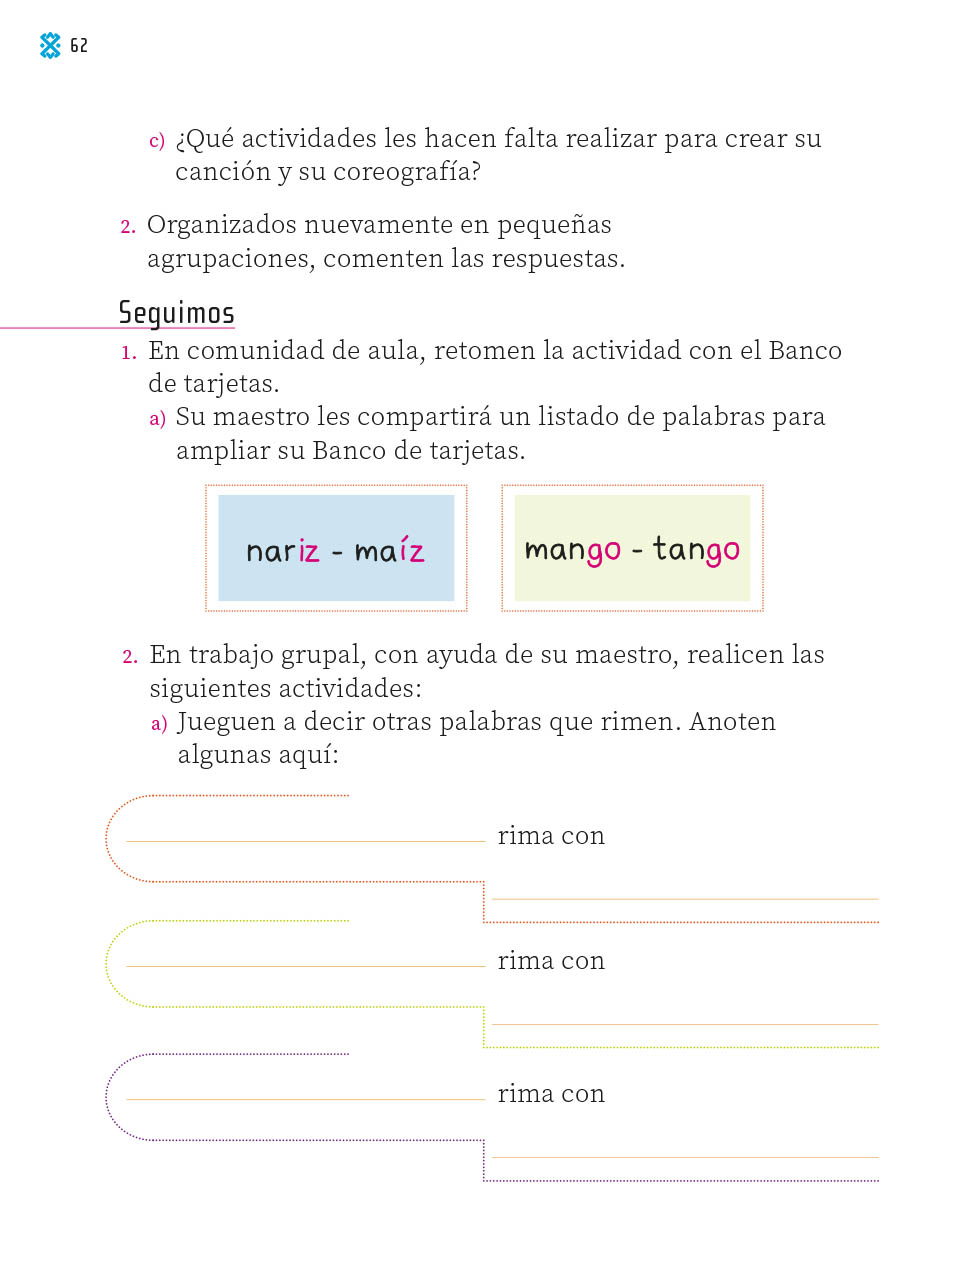 62
c) ¿Qué actividades les hacen falta realizar para crear su
canción y su coreografía?
2. Organizados nuevamente en pequeñas
agrupaciones, comenten las respuestas.
Seguimos
1. En comunidad de aula, retomen la actividad con el Banco
de tarjetas.
a) Su maestro les compartirá un listado de palabras para
ampliar su Banco de tarjetas.
nariz - maíz
mango - tango
2. En trabajo grupal, con ayuda de su maestro, realicen las
siguientes actividades:
a) Jueguen a decir otras palabras que rimen. Anoten
algunas aquí:
rima con
rima con
rima con